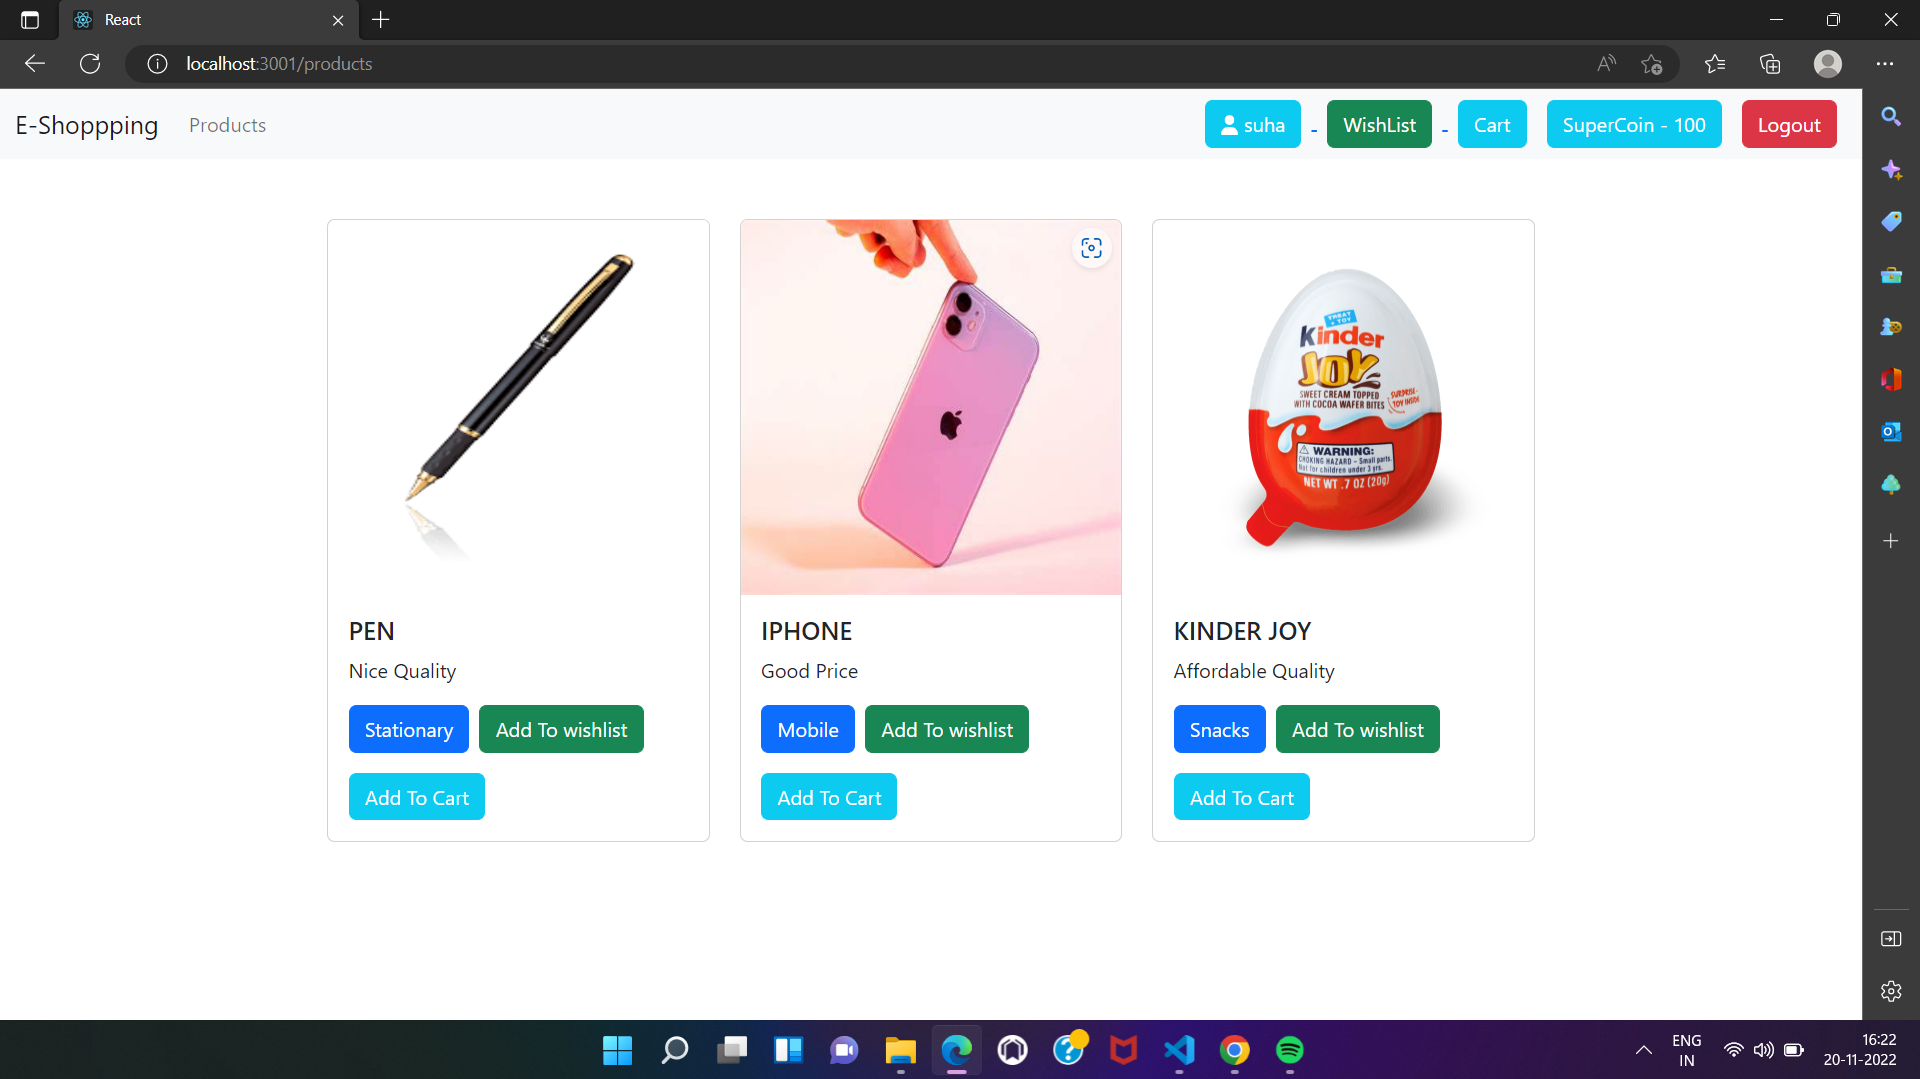 React
localhost:3001/products
E-Shoppping Products suha - WishList - Cart SuperCoin - 100 Logout
TREAT + TOY
Kinder
JOY
SWEET CREAM TOPPED
WITH COCOA WAFER BITES
SURPRISE-
TOY INSIDE
WARNING:
CHOKING HAZARD - Small parts.
Not for children under 3 yrs.
NET WT .7 OZ (20g)
PEN
Nice Quality
Stationary Add To wishlist
Add To Cart
IPHONE
Good Price
Mobile Add To wishlist
Add To Cart
KINDER JOY
Affordable Quality
Snacks Add To wishlist
Add To Cart
ENG
IN
16:22
20-11-2022